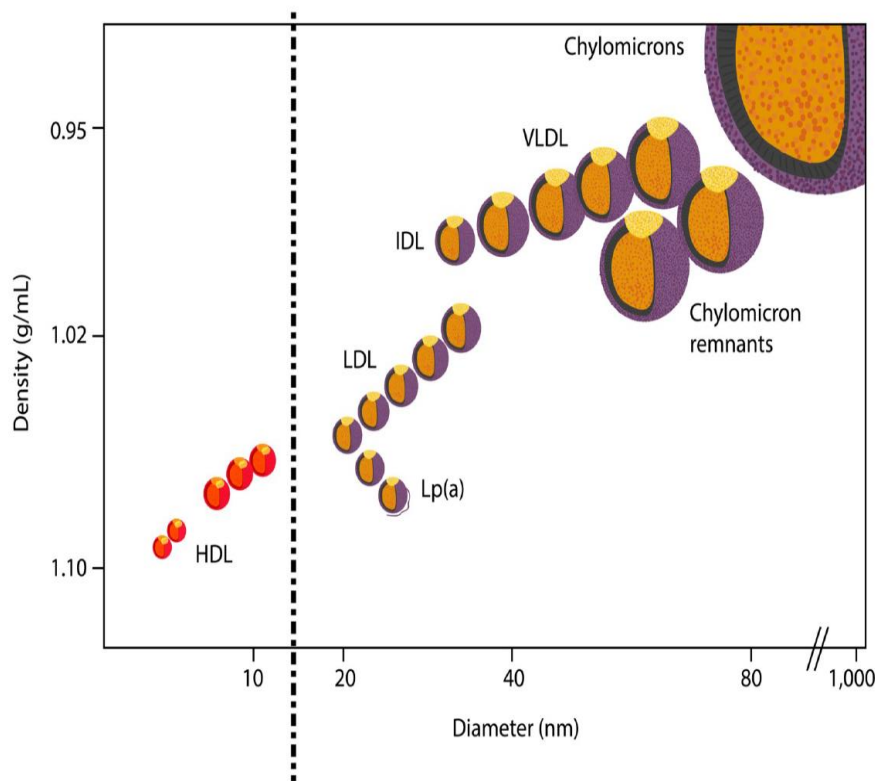 Chylomicrons
0.95
VLDL
IDL
Chylomicron
remnants
1.02
LDL
Density (g/mL)
Lp(a)
HDL
1.10
10
20
40
80
1,000
Diameter (nm)